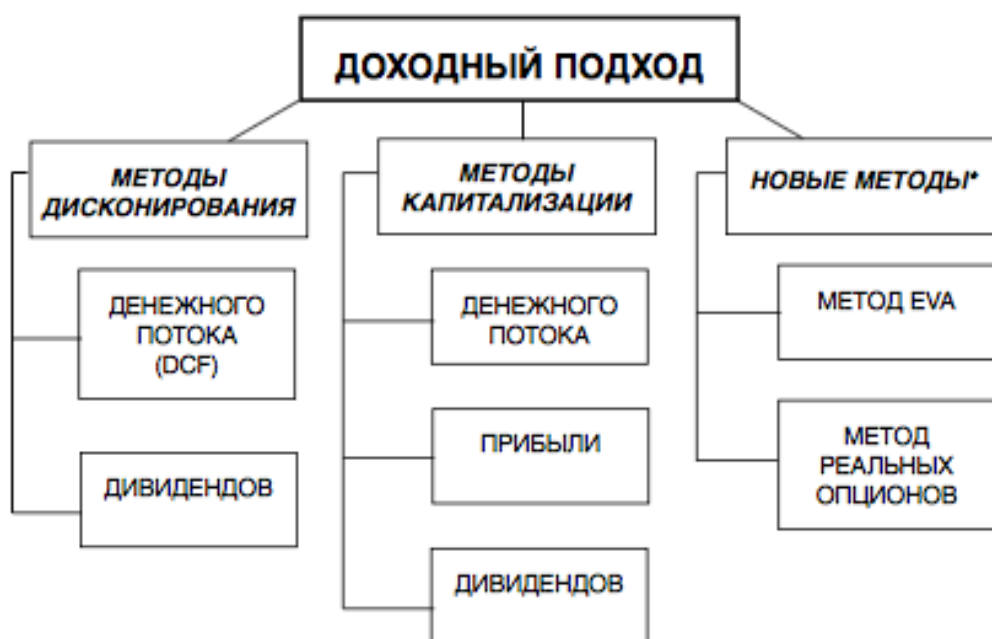 ДОХОДНЫЙ ПОДХОД
МЕТОДЫ
ДИСКОНИРОВАНИЯ
ДЕНЕЖНОГО
ПОТОКА
(DCF)
ДИВИДЕНДОВ
МЕТОДЫ
КАПИТАЛИЗАЦИИ
ДЕНЕЖНОГО
ПОТОКА
ПРИБЫЛИ
ДИВИДЕНДОВ
НОВЫЕ МЕТОДЫ*
МЕТОД EVA
МЕТОД
РЕАЛЬНЫХ
ОПЦИОНОВ